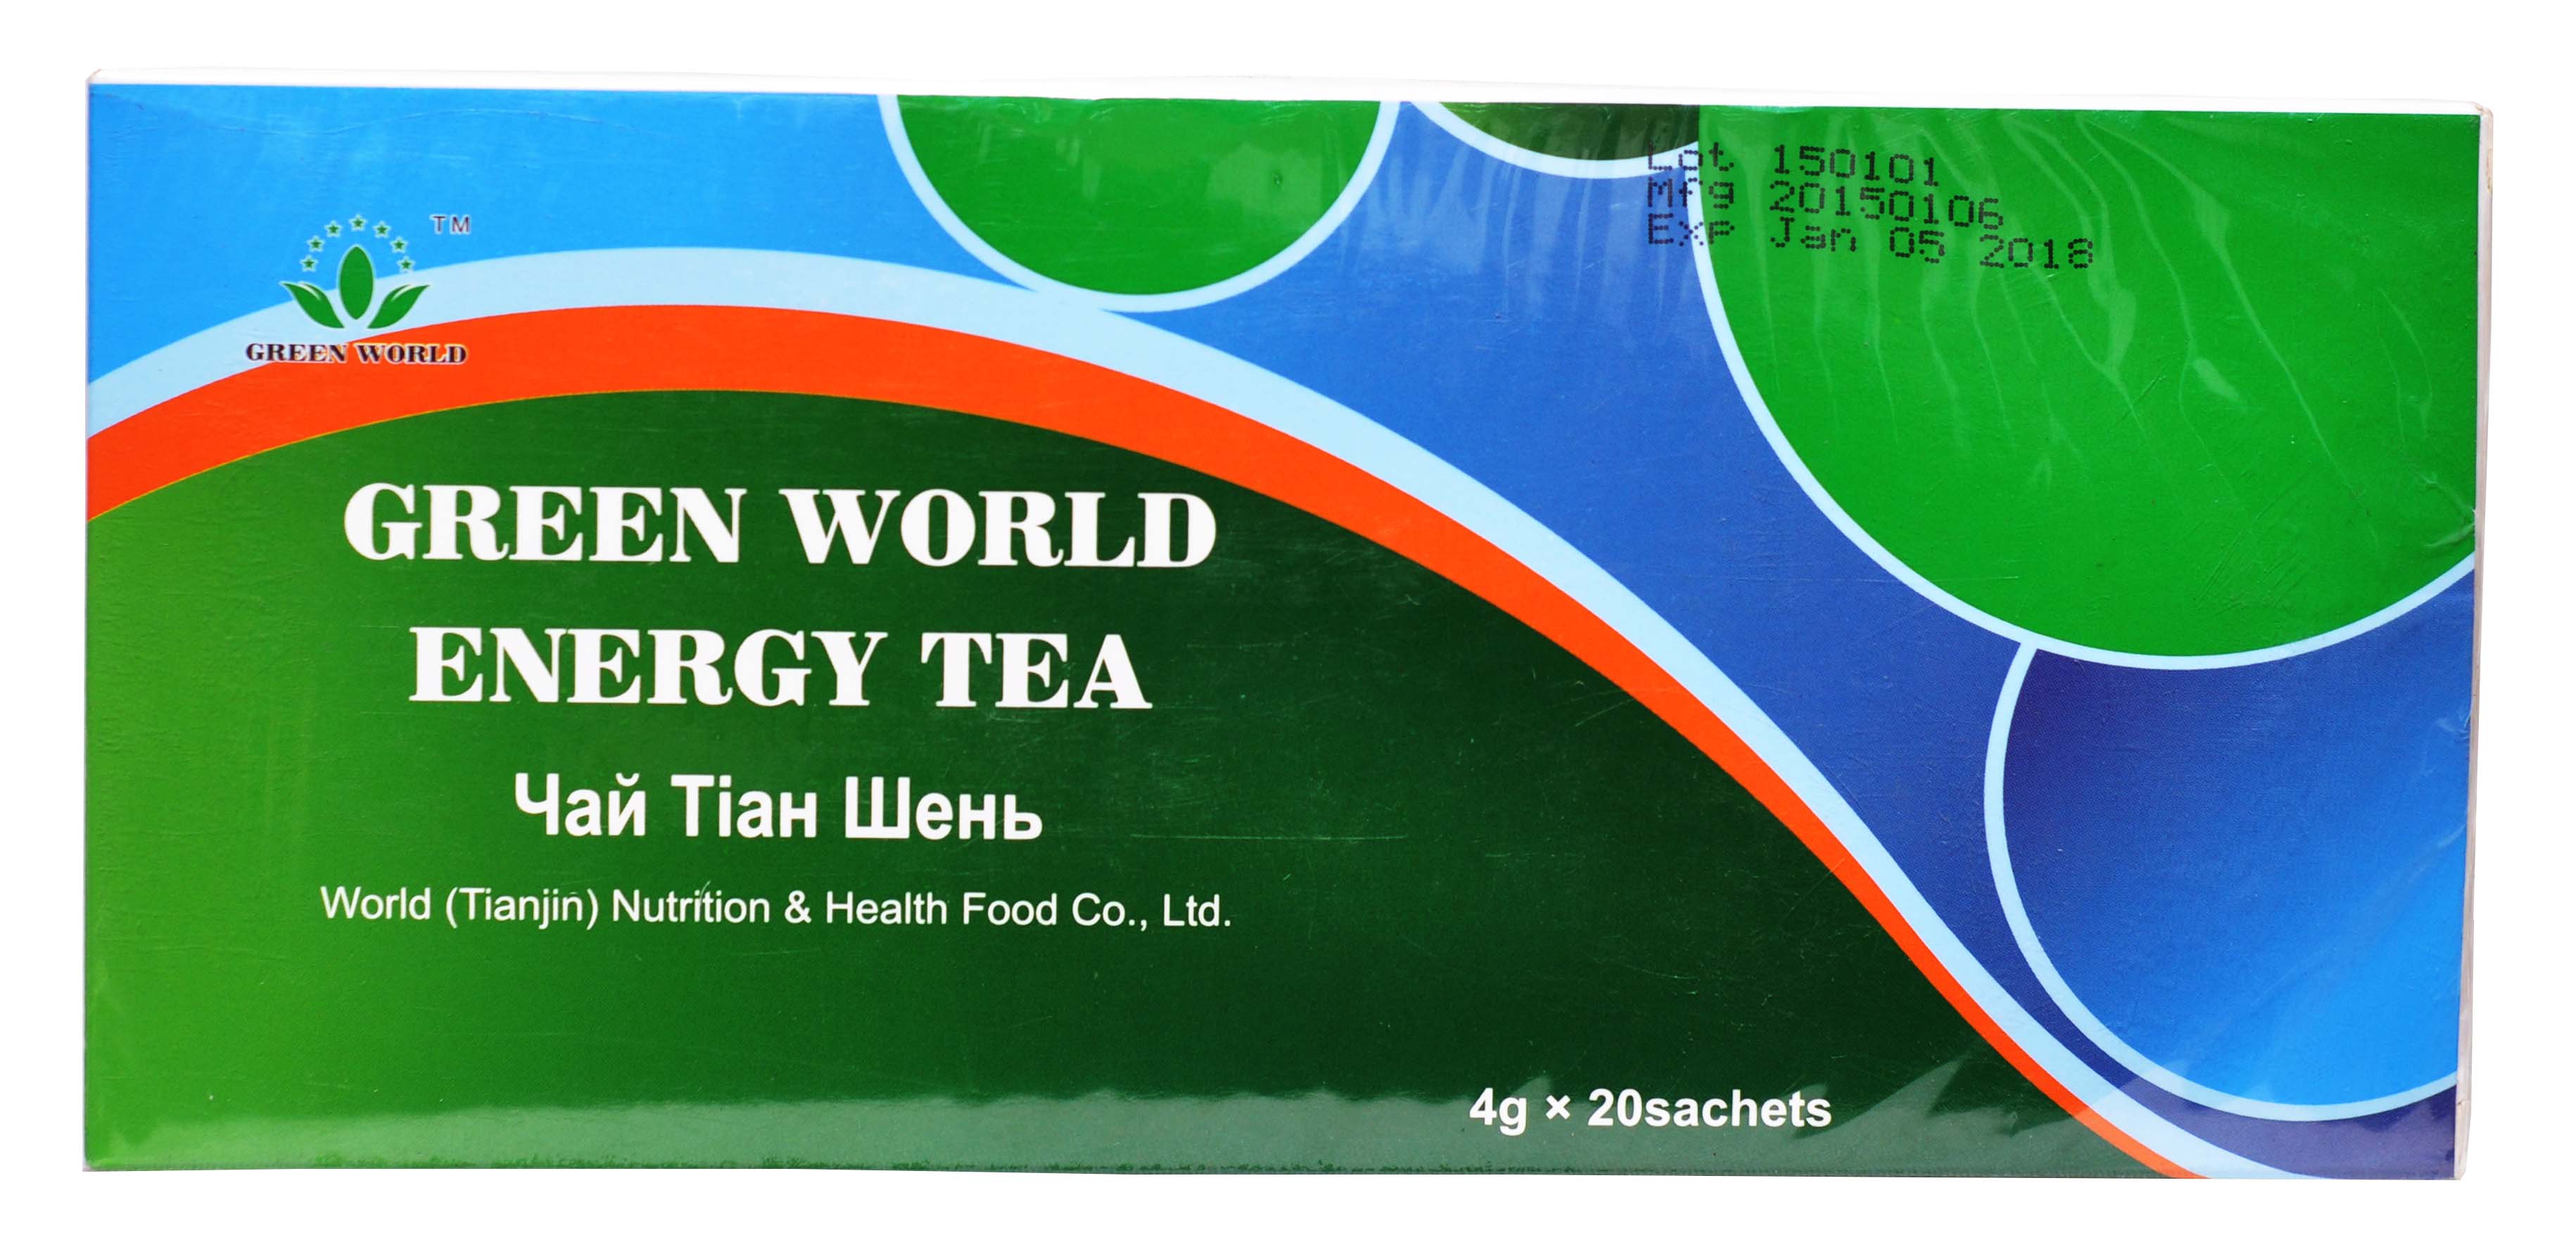 TM
GREEN WORLD
Lot 150101
Mfg 20150106
Exp Jan 05 2018
GREEN WORLD
ENERGY TEA
Чай Тіан Шень
World (Tianjin) Nutrition & Health Food Co., Ltd.
4g × 20sachets